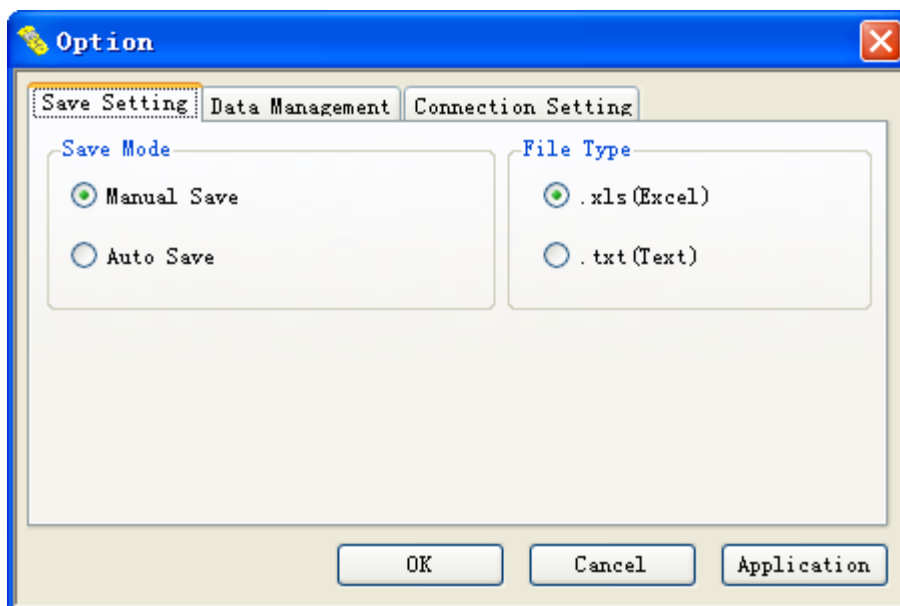 Option
Save Setting Data Management Connection Setting
Save Mode File Type
Manual Save .xls(Excel)
Auto Save .txt(Text)
OK Cancel Application